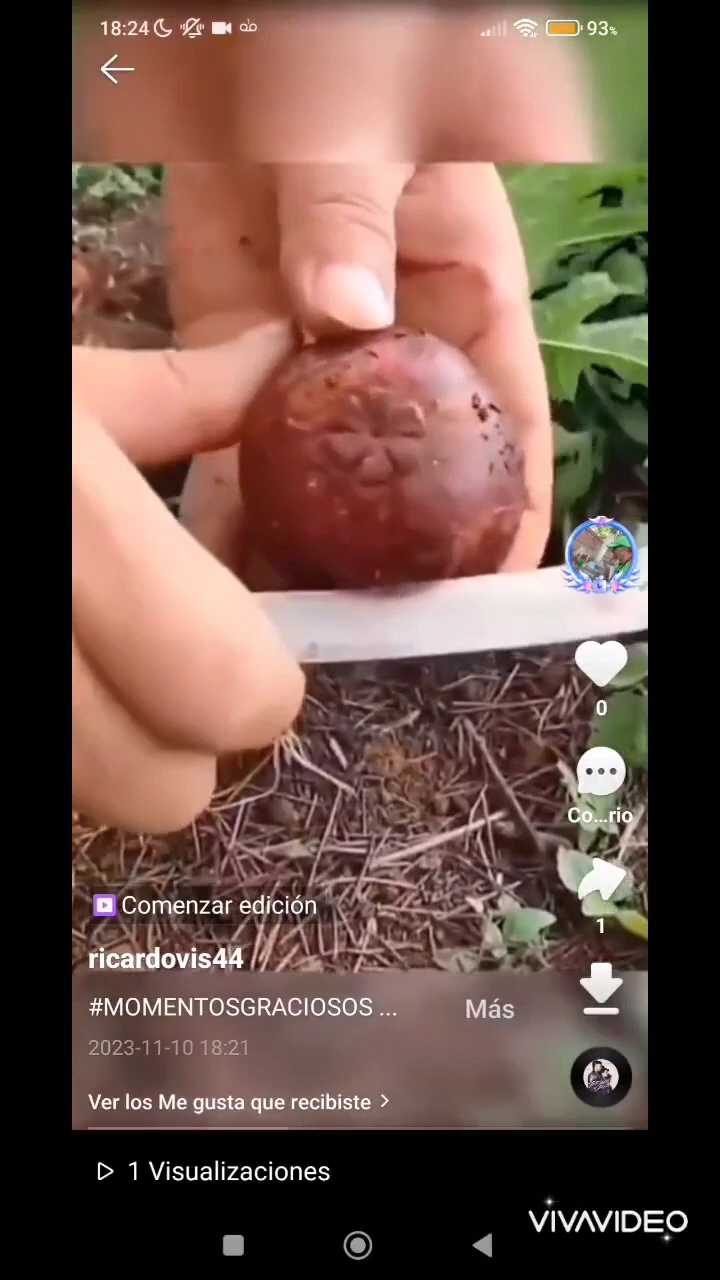 18:24 93%
0
Co...rio
1
Comenzar edición
ricardovis44
#MOMENTOSGRACIOSOS ... Más
2023-11-10 18:21
Ver los Me gusta que recibiste >
1 Visualizaciones
VIVAVIDEO